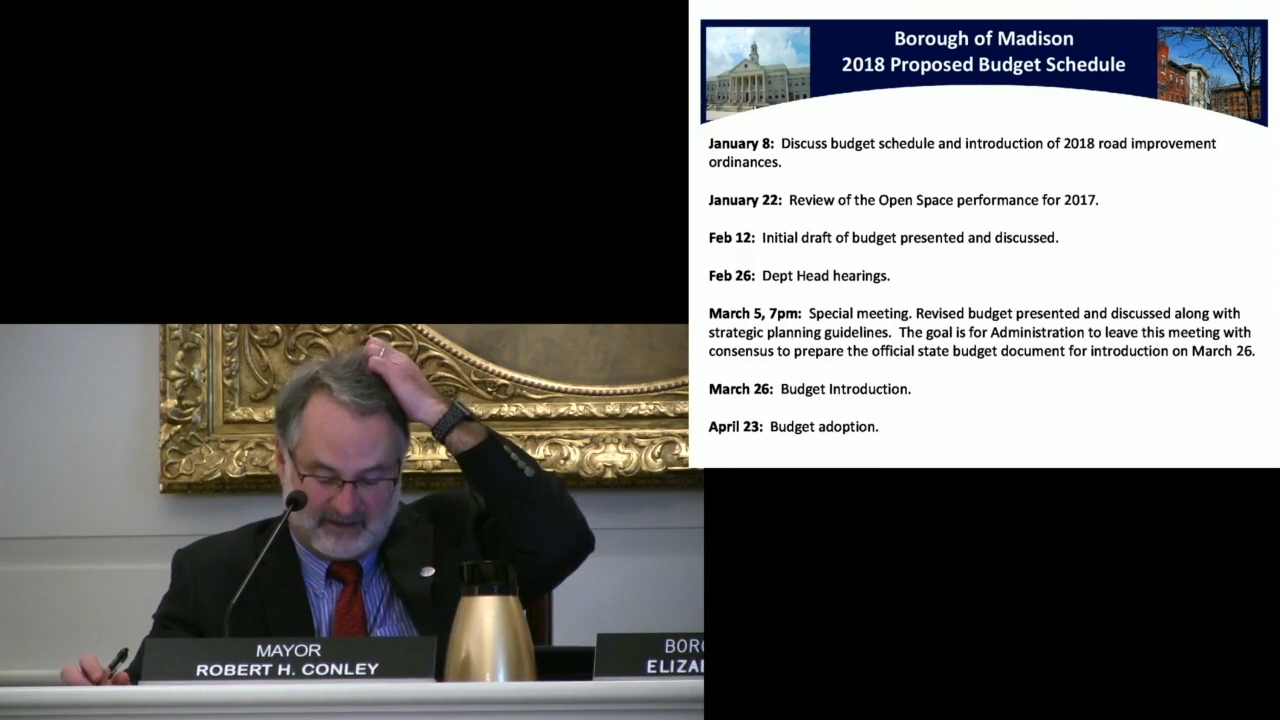 Borough of Madison
2018 Proposed Budget Schedule
January 8: Discuss budget schedule and introduction of 2018 road improvement
ordinances.
January 22: Review of the Open Space performance for 2017.
Feb 12: Initial draft of budget presented and discussed.
Feb 26: Dept Head hearings.
March 5, 7pm: Special meeting. Revised budget presented and discussed along with
strategic planning guidelines. The goal is for Administration to leave this meeting with
consensus to prepare the official state budget document for introduction on March 26.
March 26: Budget Introduction.
April 23: Budget adoption.
MAYOR
ROBERT H. CONLEY
BORO
ELIZA